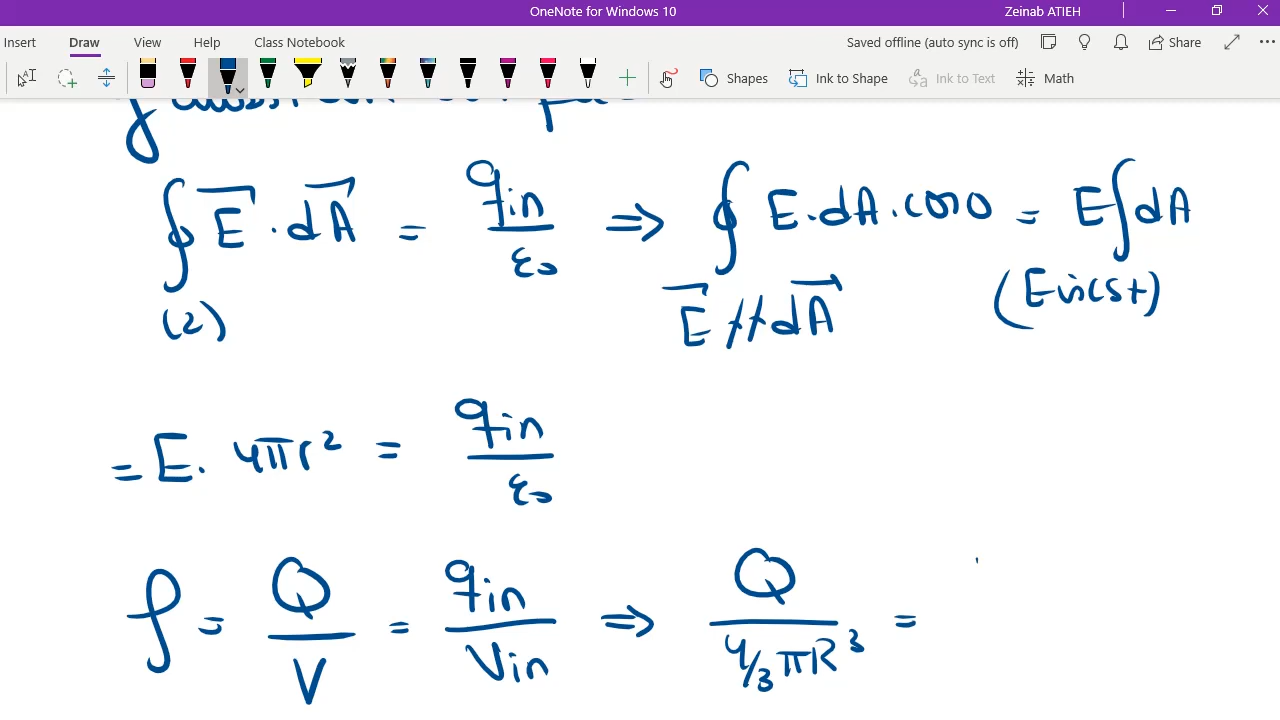 OneNote for Windows 10
Zeinab ATIEH
Insert Draw View Help Class Notebook
Saved offline (auto sync is off) Share
Shapes Ink to Shape Ink to Text Math
∮ E⃗ . dA⃗ = qin/ε₀ ⇒ ∮ E.dA.cos0 = E∫dA
(2) E⃗ // dA⃗ (E is cst)
= E. 4πr² = qin/ε₀
ρ = Q/V = qin/Vin ⇒ Q/(4/3 πR³) =